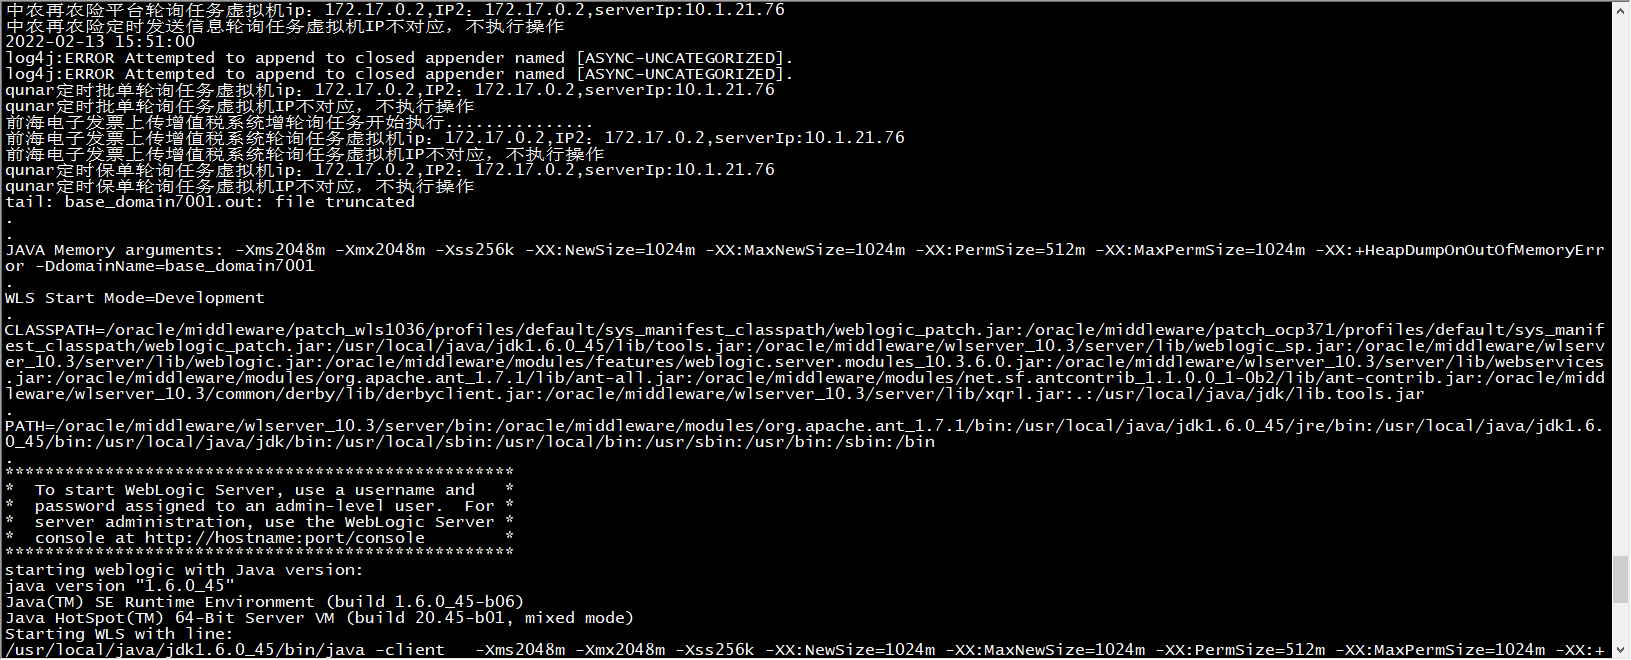 中农再农险平台轮询任务虚拟机ip: 172.17.0.2,IP2: 172.17.0.2,serverIp:10.1.21.76
中农再农险定时发送信息轮询任务虚拟机IP不对应, 不执行操作
2022-02-13 15:51:00
log4j:ERROR Attempted to append to closed appender named [ASYNC-UNCATEGORIZED].
log4j:ERROR Attempted to append to closed appender named [ASYNC-UNCATEGORIZED].
qunar定时批单轮询任务虚拟机ip: 172.17.0.2,IP2: 172.17.0.2,serverIp:10.1.21.76
qunar定时批单轮询任务虚拟机IP不对应, 不执行操作
前海电子发票上传增值税系统增轮询任务开始执行...............
前海电子发票上传增值税系统轮询任务虚拟机ip: 172.17.0.2,IP2: 172.17.0.2,serverIp:10.1.21.76
前海电子发票上传增值税系统轮询任务虚拟机IP不对应, 不执行操作
qunar定时保单轮询任务虚拟机ip: 172.17.0.2,IP2: 172.17.0.2,serverIp:10.1.21.76
qunar定时保单轮询任务虚拟机IP不对应, 不执行操作
tail: base_domain7001.out: file truncated
.
.
JAVA Memory arguments: -Xms2048m -Xmx2048m -Xss256k -XX:NewSize=1024m -XX:MaxNewSize=1024m -XX:PermSize=512m -XX:MaxPermSize=1024m -XX:+HeapDumpOnOutOfMemoryErr
or -DdomainName=base_domain7001
.
WLS Start Mode=Development
.
CLASSPATH=/oracle/middleware/patch_wls1036/profiles/default/sys_manifest_classpath/weblogic_patch.jar:/oracle/middleware/patch_ocp371/profiles/default/sys_manif
est_classpath/weblogic_patch.jar:/usr/local/java/jdk1.6.0_45/lib/tools.jar:/oracle/middleware/wlserver_10.3/server/lib/weblogic_sp.jar:/oracle/middleware/wlserv
er_10.3/server/lib/weblogic.jar:/oracle/middleware/modules/features/weblogic.server.modules_10.3.6.0.jar:/oracle/middleware/wlserver_10.3/server/lib/webservices
.jar:/oracle/middleware/modules/org.apache.ant_1.7.1/lib/ant-all.jar:/oracle/middleware/modules/net.sf.antcontrib_1.1.0.0_1-0b2/lib/ant-contrib.jar:/oracle/midd
leware/wlserver_10.3/common/derby/lib/derbyclient.jar:/oracle/middleware/wlserver_10.3/server/lib/xqrl.jar:.:/usr/local/java/jdk/lib.tools.jar
.
PATH=/oracle/middleware/wlserver_10.3/server/bin:/oracle/middleware/modules/org.apache.ant_1.7.1/bin:/usr/local/java/jdk1.6.0_45/jre/bin:/usr/local/java/jdk1.6.
0_45/bin:/usr/local/java/jdk/bin:/usr/local/sbin:/usr/local/bin:/usr/sbin:/usr/bin:/sbin:/bin
.
***************************************************
*  To start WebLogic Server, use a username and   *
*  password assigned to an admin-level user.  For *
*  server administration, use the WebLogic Server *
*  console at http://hostname:port/console        *
***************************************************
starting weblogic with Java version:
java version "1.6.0_45"
Java(TM) SE Runtime Environment (build 1.6.0_45-b06)
Java HotSpot(TM) 64-Bit Server VM (build 20.45-b01, mixed mode)
Starting WLS with line:
/usr/local/java/jdk1.6.0_45/bin/java -client   -Xms2048m -Xmx2048m -Xss256k -XX:NewSize=1024m -XX:MaxNewSize=1024m -XX:PermSize=512m -XX:MaxPermSize=1024m -XX:+